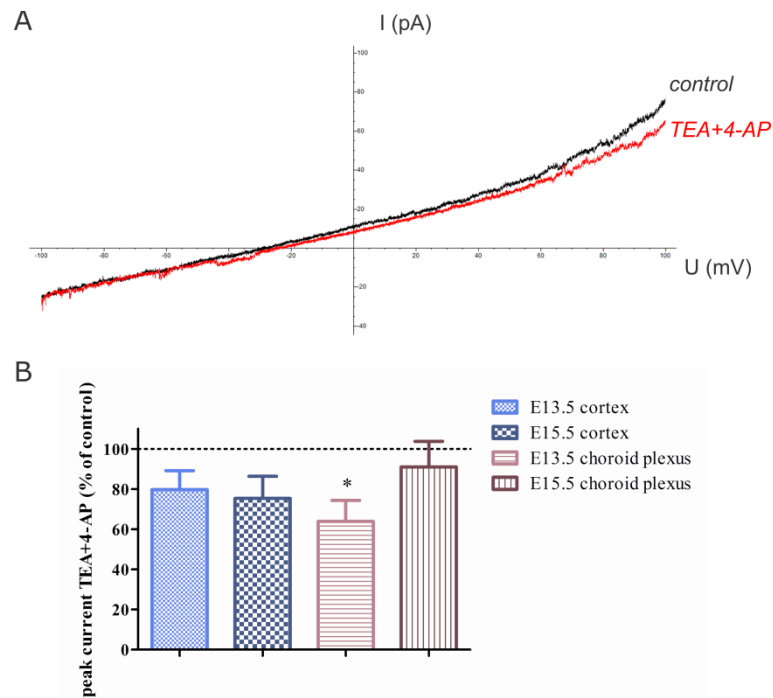 A
I (pA)
100
80
60
40
20
-20
-40
-100
-80
-60
-40
-20
20
40
60
80
100
U (mV)
control
TEA+4-AP
B
peak current TEA+4-AP (% of control)
100
80
60
40
20
0
*
E13.5 cortex
E15.5 cortex
E13.5 choroid plexus
E15.5 choroid plexus